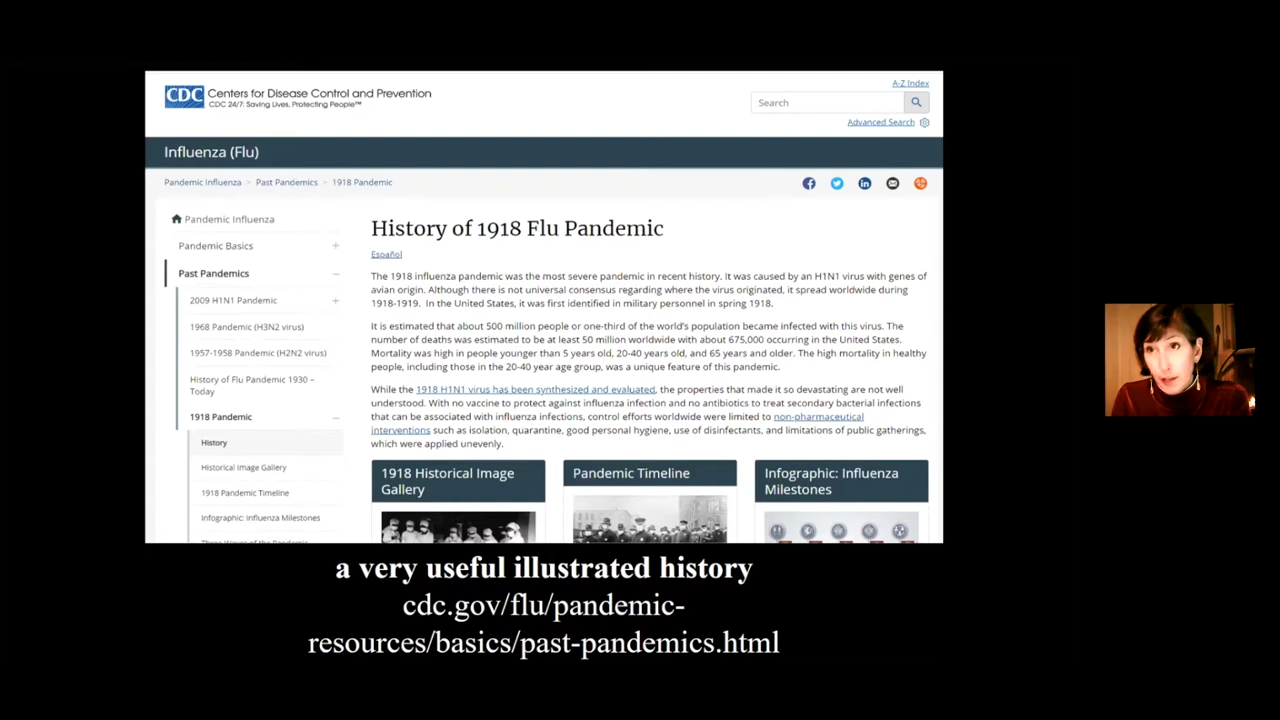 CDC Centers for Disease Control and Prevention
CDC 24/7: Saving Lives, Protecting People™
A-Z Index
Search
Advanced Search
Influenza (Flu)
Pandemic Influenza > Past Pandemics > 1918 Pandemic
Pandemic Influenza
Pandemic Basics +
Past Pandemics –
2009 H1N1 Pandemic +
1968 Pandemic (H3N2 virus)
1957-1958 Pandemic (H2N2 virus)
History of Flu Pandemic 1930 –
Today
1918 Pandemic –
History
Historical Image Gallery
1918 Pandemic Timeline
Infographic: Influenza Milestones
Three Waves of the Pandemic
History of 1918 Flu Pandemic
Español
The 1918 influenza pandemic was the most severe pandemic in recent history. It was caused by an H1N1 virus with genes of
avian origin. Although there is not universal consensus regarding where the virus originated, it spread worldwide during
1918-1919. In the United States, it was first identified in military personnel in spring 1918.
It is estimated that about 500 million people or one-third of the world's population became infected with this virus. The
number of deaths was estimated to be at least 50 million worldwide with about 675,000 occurring in the United States.
Mortality was high in people younger than 5 years old, 20-40 years old, and 65 years and older. The high mortality in healthy
people, including those in the 20-40 year age group, was a unique feature of this pandemic.
While the 1918 H1N1 virus has been synthesized and evaluated, the properties that made it so devastating are not well
understood. With no vaccine to protect against influenza infection and no antibiotics to treat secondary bacterial infections
that can be associated with influenza infections, control efforts worldwide were limited to non-pharmaceutical
interventions such as isolation, quarantine, good personal hygiene, use of disinfectants, and limitations of public gatherings,
which were applied unevenly.
1918 Historical Image
Gallery
Pandemic Timeline
Infographic: Influenza
Milestones
a very useful illustrated history
cdc.gov/flu/pandemic-
resources/basics/past-pandemics.html